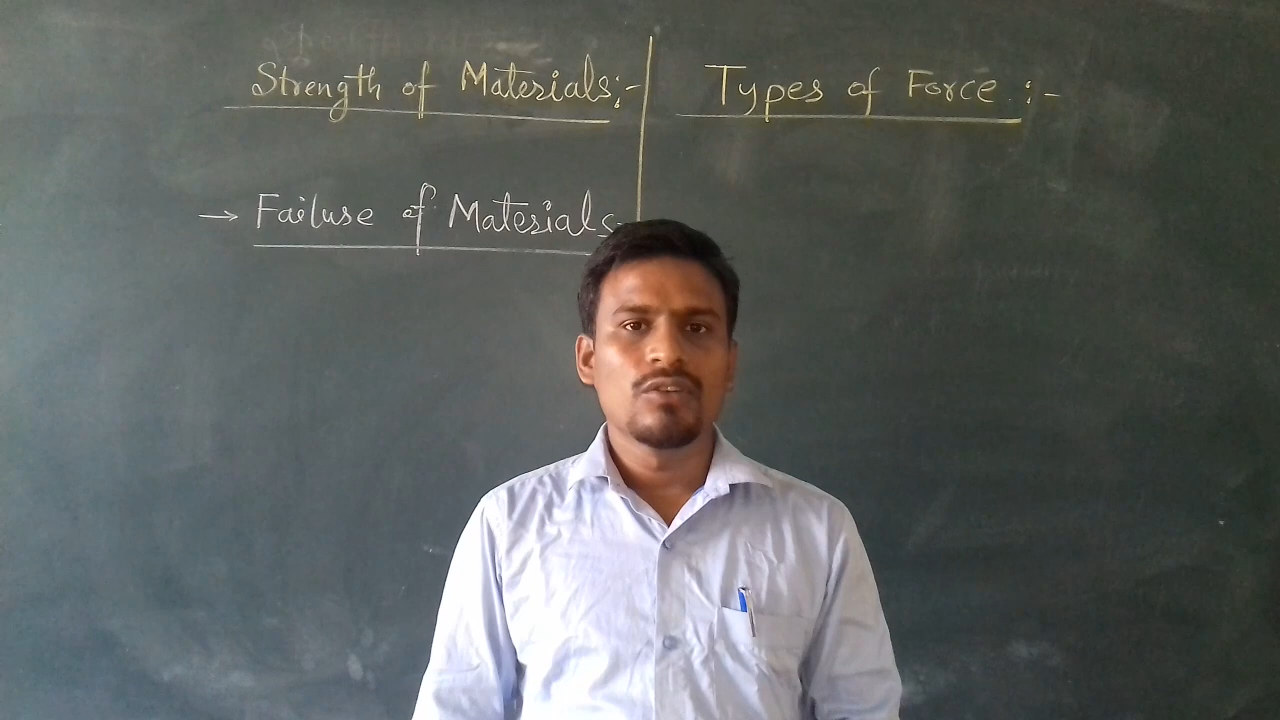 Strength of Materials:-
→ Failure of Materials-
Types of Force :-